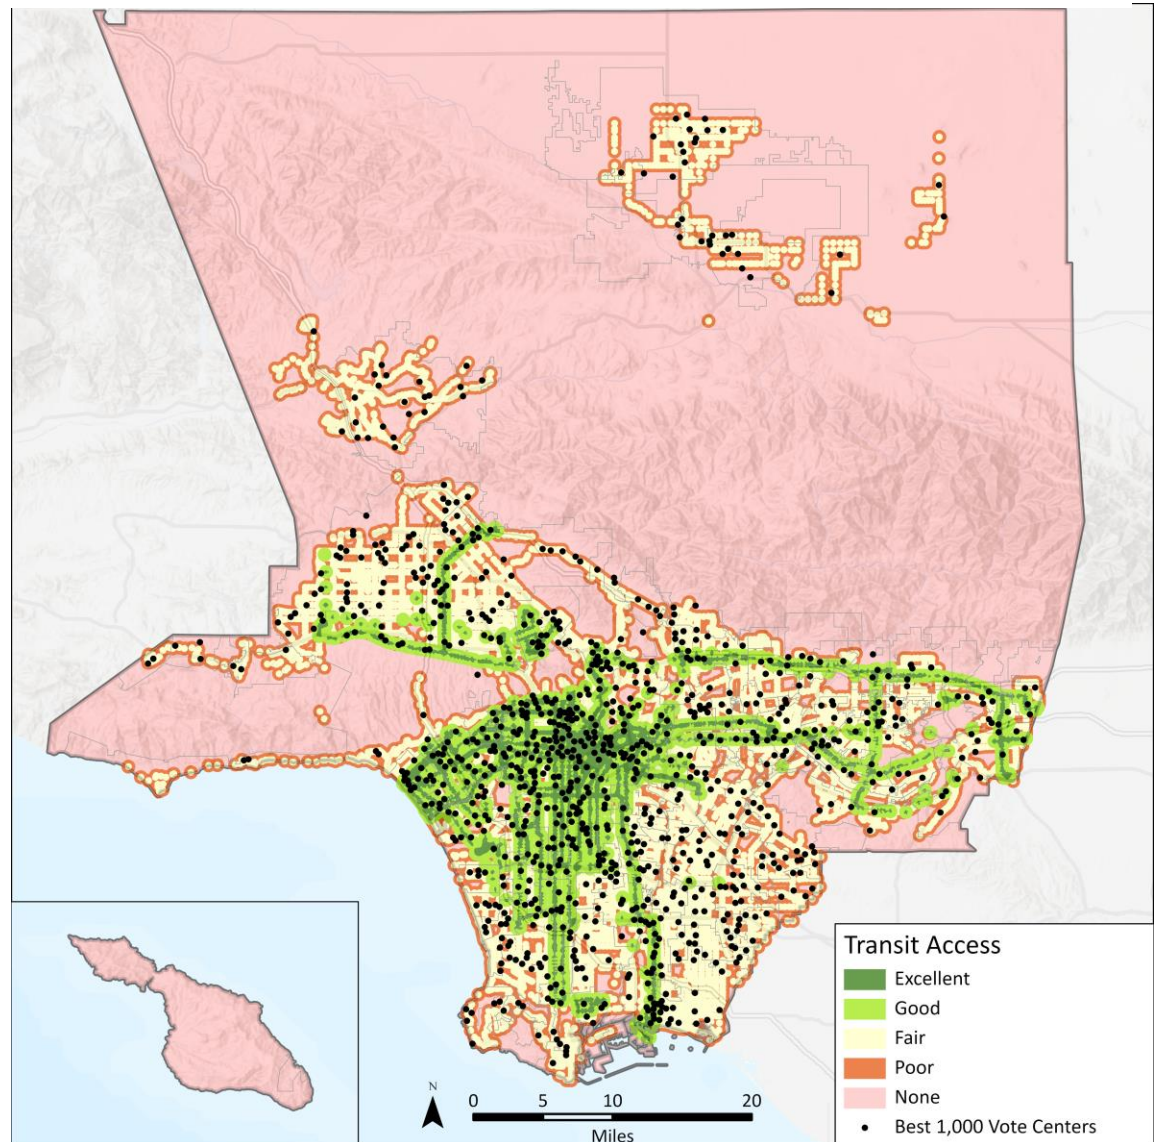 Transit Access
Excellent
Good
Fair
Poor
None
Best 1,000 Vote Centers
N
0 5 10 20
Miles